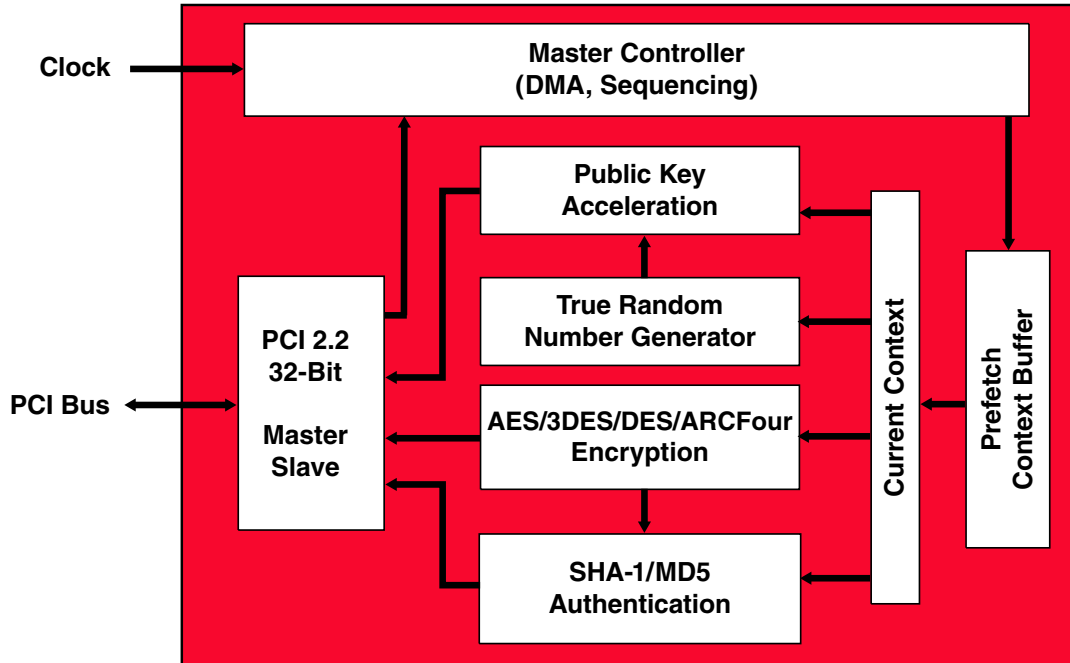 Clock
Master Controller
(DMA, Sequencing)
Public Key
Acceleration
True Random
Number Generator
PCI 2.2
32-Bit
Master
Slave
PCI Bus
AES/3DES/DES/ARCFour
Encryption
SHA-1/MD5
Authentication
Current Context
Prefetch
Context Buffer